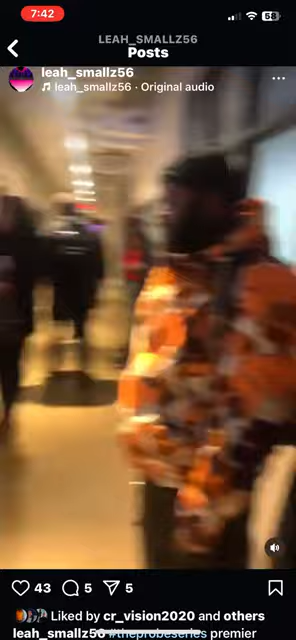 7:42
58
LEAH_SMALLZ56
Posts
leah_smallz56
leah_smallz56 · Original audio
43
5
5
Liked by cr_vision2020 and others
leah_smallz56 #theprobeseries premier